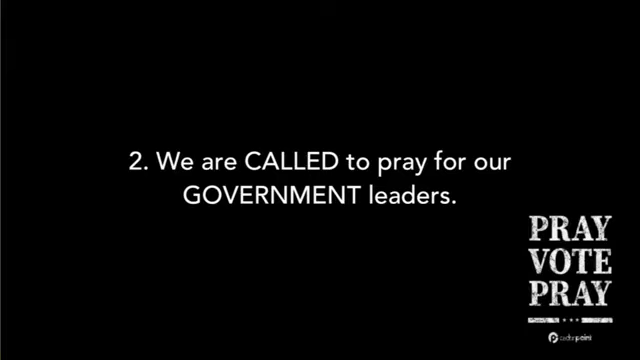 2. We are CALLED to pray for our
GOVERNMENT leaders.
PRAY
VOTE
PRAY